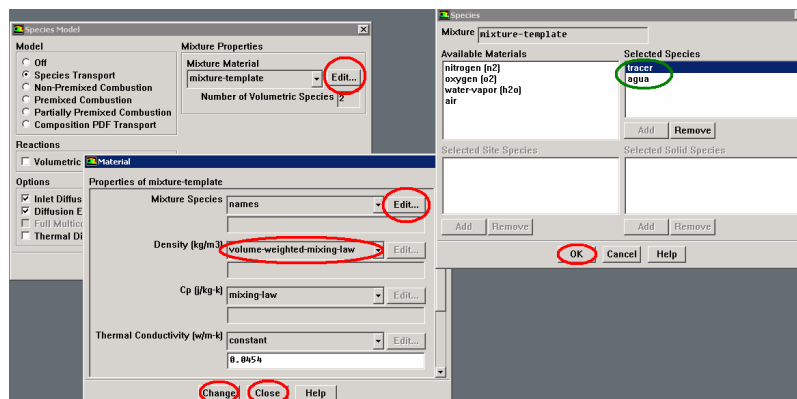 Species Model
Model
Off
Species Transport
Non-Premixed Combustion
Premixed Combustion
Partially Premixed Combustion
Composition PDF Transport
Reactions
Volumetric
Options
Inlet Diffus
Diffusion E
Full Multic
Thermal Di
Mixture Properties
Mixture Material
mixture-template
Edit...
Number of Volumetric Species 2
Material
Properties of mixture-template
Mixture Species
names
Edit...
Density (kg/m3)
volume-weighted-mixing-law
Edit...
Cp (j/kg-k)
mixing-law
Edit...
Thermal Conductivity (w/m-k)
constant
Edit...
0.0454
Change
Close
Help
Species
Mixture mixture-template
Available Materials
nitrogen (n2)
oxygen (o2)
water-vapor (h2o)
air
Selected Species
tracer
agua
Add Remove
Selected Site Species
Selected Solid Species
Add Remove
Add Remove
OK Cancel Help